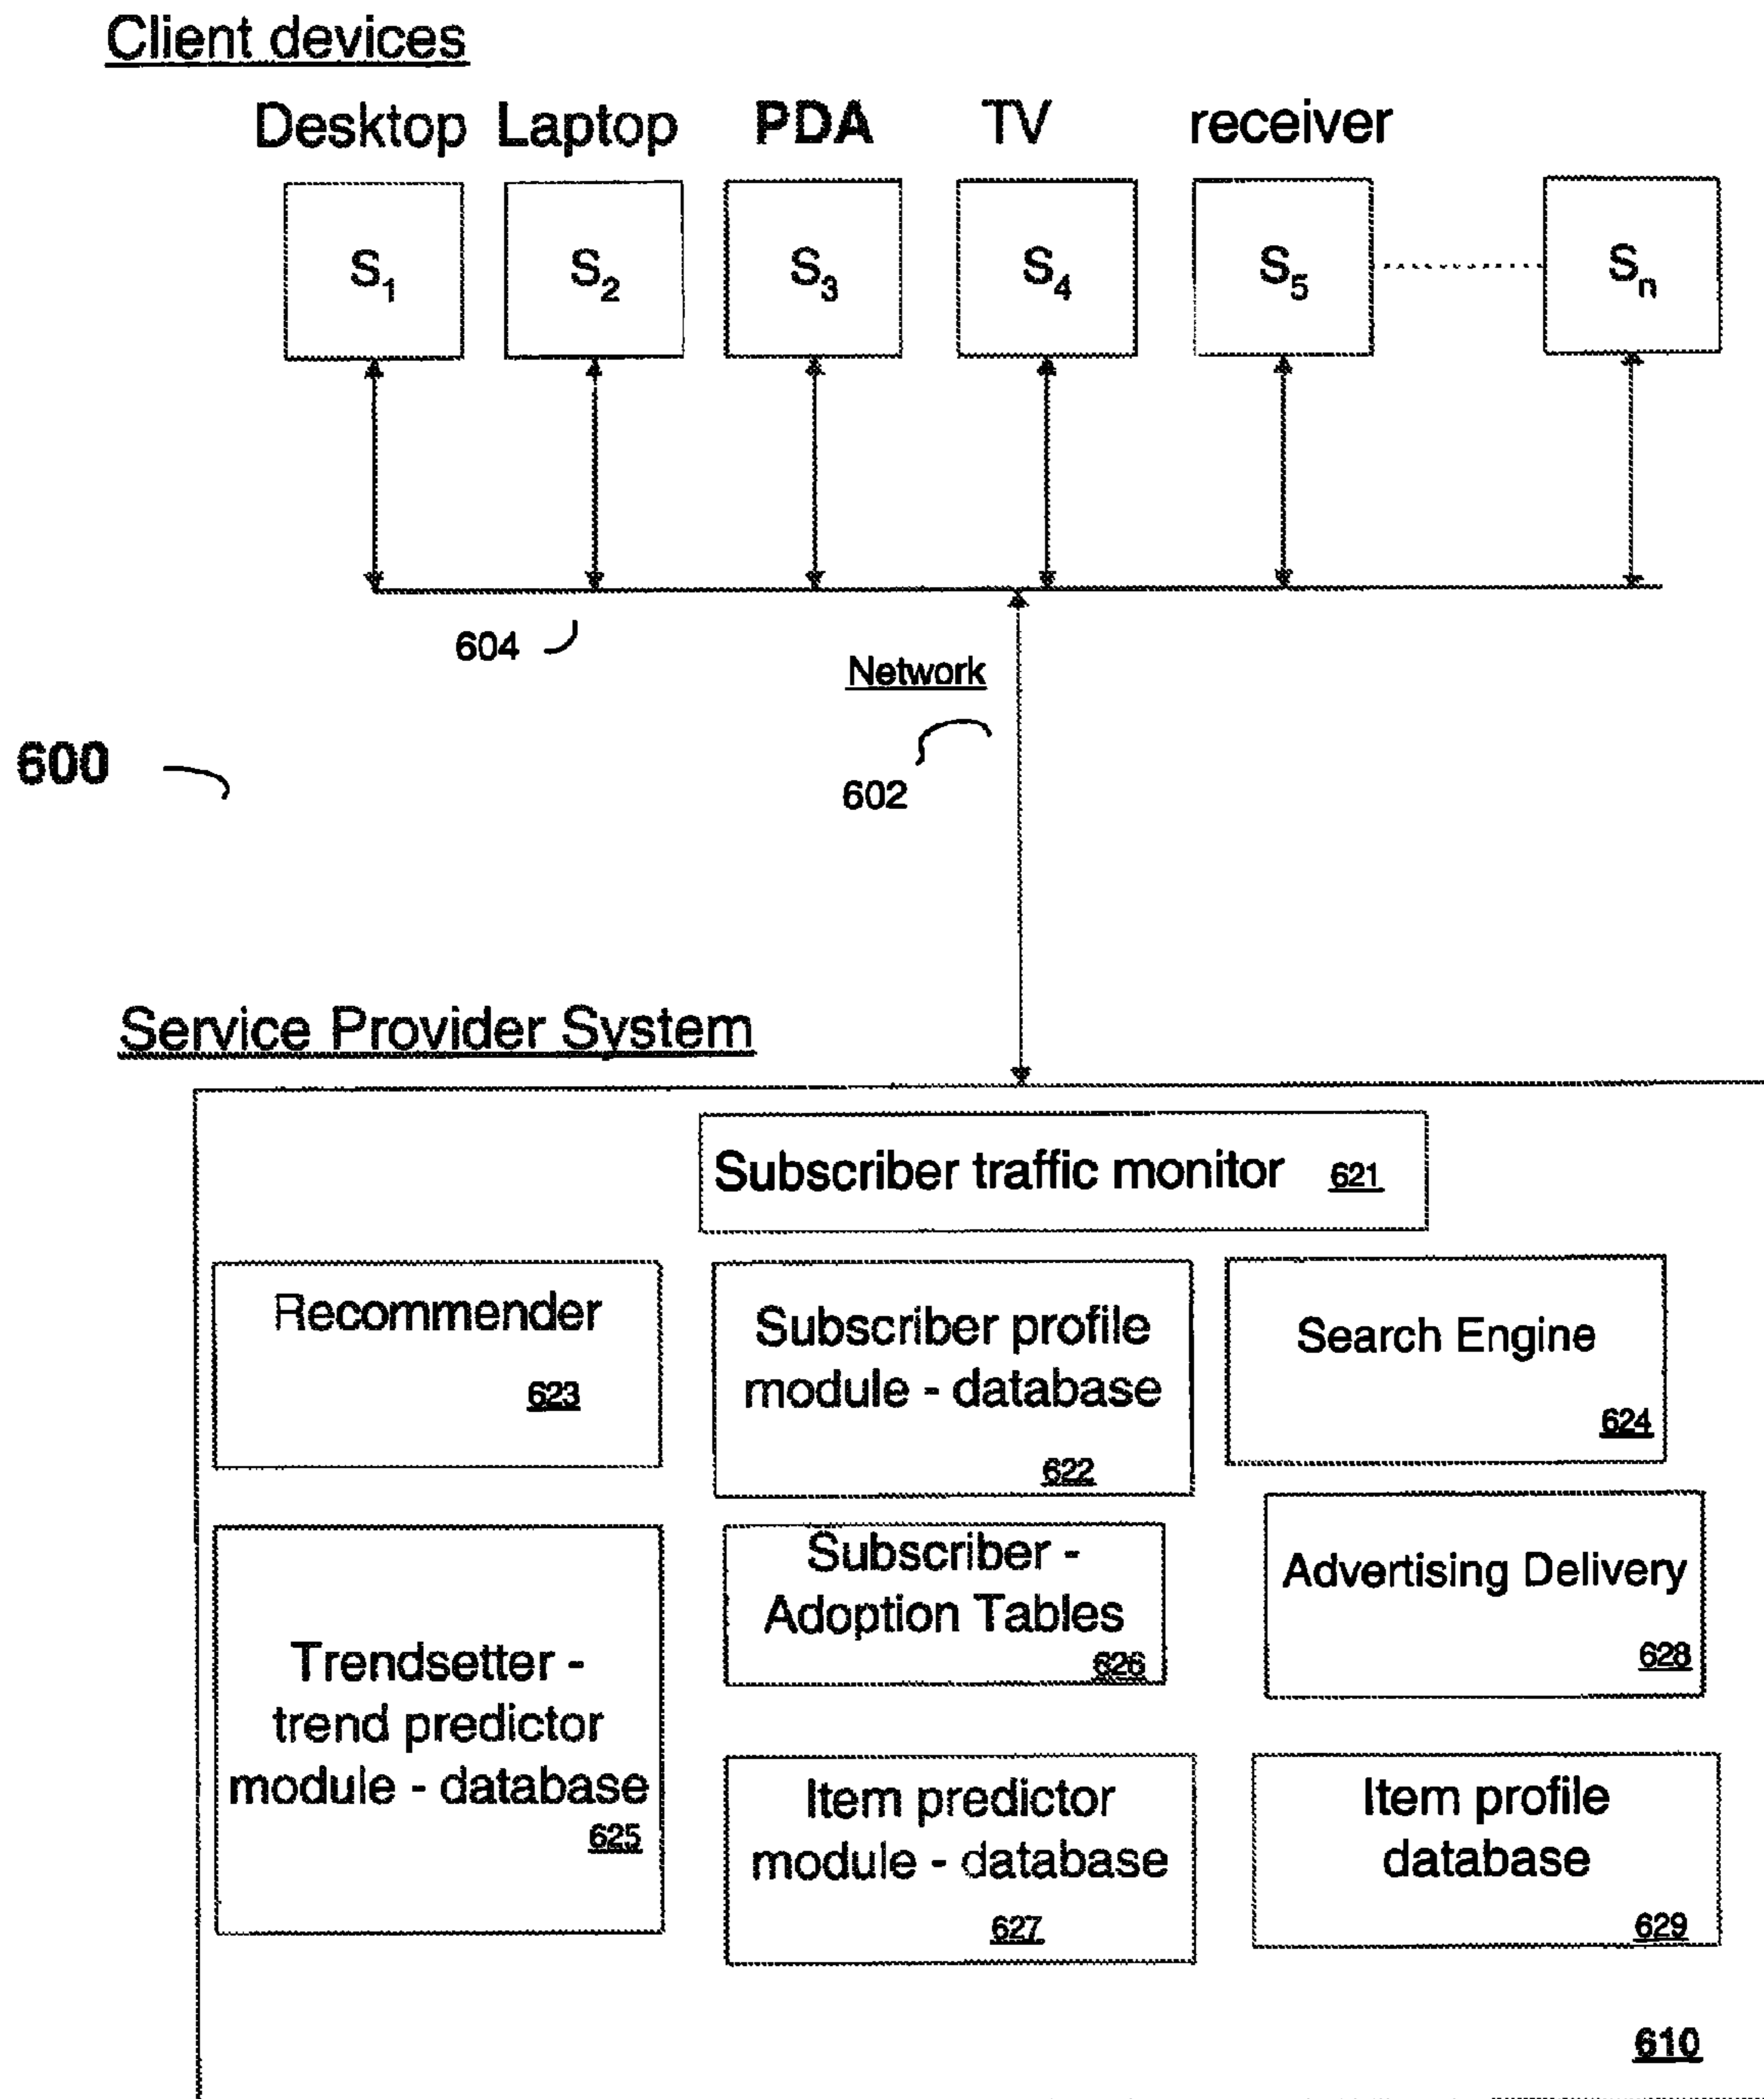 Client devices
Desktop Laptop PDA TV receiver
S1 S2 S3 S4 S5 Sn
604
Network
600
602
Service Provider System
Subscriber traffic monitor 621
Recommender
623
Subscriber profile
module - database
622
Search Engine
624
Trendsetter -
trend predictor
module - database
625
Subscriber -
Adoption Tables
626
Advertising Delivery
628
Item predictor
module - database
627
Item profile
database
629
610